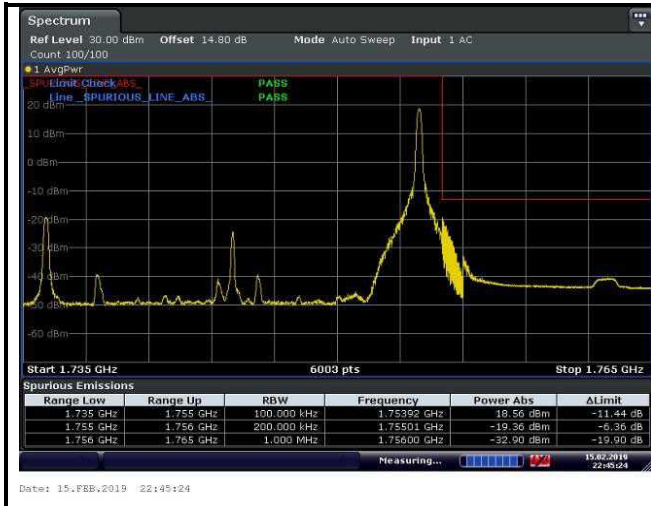 Spectrum
Ref Level 30.00 dBm Offset 14.80 dB Mode Auto Sweep Input 1 AC
Count 100/100
1 AvgPwr
Limit Check PASS
Line _SPURIOUS_LINE_ABS_ PASS
20 dBm
10 dBm
0 dBm
-10 dBm
-20 dBm
-30 dBm
-40 dBm
-50 dBm
-60 dBm
Start 1.735 GHz 6003 pts Stop 1.765 GHz
Spurious Emissions
Range Low Range Up RBW Frequency Power Abs ΔLimit
1.735 GHz 1.755 GHz 100.000 kHz 1.75392 GHz 18.56 dBm -11.44 dB
1.755 GHz 1.756 GHz 200.000 kHz 1.75501 GHz -19.36 dBm -6.36 dB
1.756 GHz 1.765 GHz 1.000 MHz 1.75600 GHz -32.90 dBm -19.90 dB
Measuring... 15.02.2019
22:45:24
Date: 15.FEB.2019 22:45:24